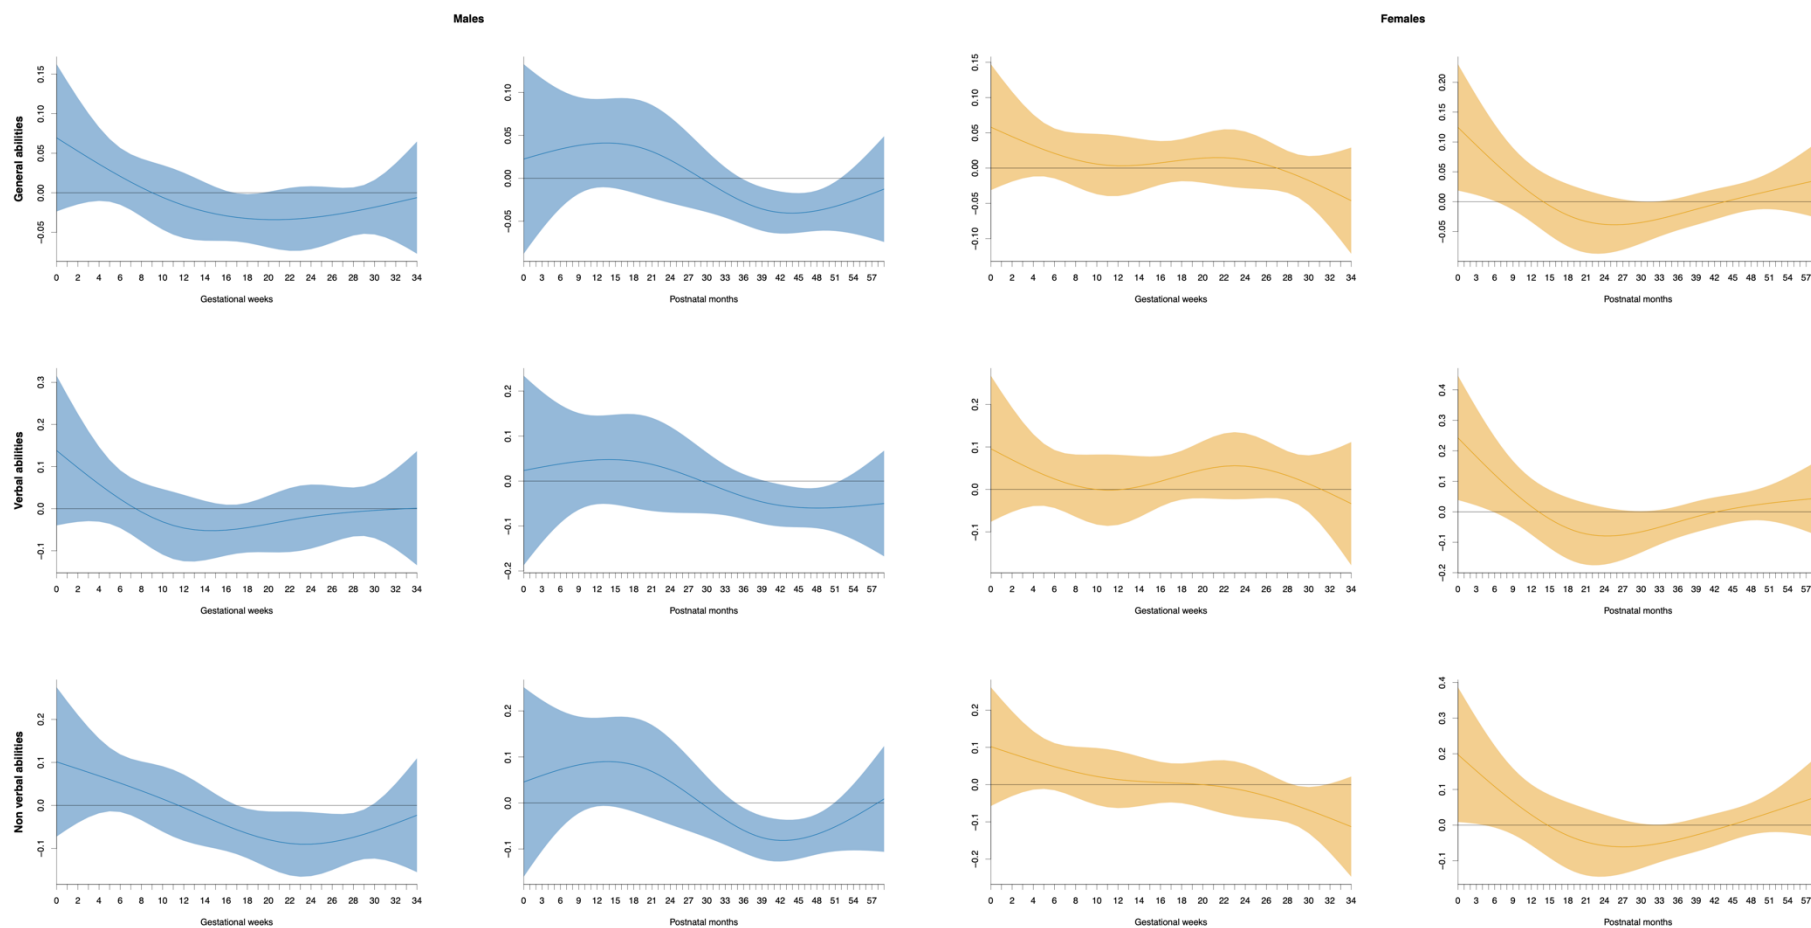 Males Females
General abilities
0.15 0.10 0.05 0.00 −0.05
0 2 4 6 8 10 12 14 16 18 20 22 24 26 28 30 32 34
Gestational weeks
0.10 0.05 0.00 −0.05
0 3 6 9 12 15 18 21 24 27 30 33 36 39 42 45 48 51 54 57
Postnatal months
0.15 0.10 0.05 0.00 −0.05 −0.10
0 2 4 6 8 10 12 14 16 18 20 22 24 26 28 30 32 34
Gestational weeks
0.20 0.15 0.10 0.05 0.00 −0.05
0 3 6 9 12 15 18 21 24 27 30 33 36 39 42 45 48 51 54 57
Postnatal months
Verbal abilities
0.3 0.2 0.1 0.0 −0.1
0 2 4 6 8 10 12 14 16 18 20 22 24 26 28 30 32 34
Gestational weeks
0.2 0.1 0.0 −0.1 −0.2
0 3 6 9 12 15 18 21 24 27 30 33 36 39 42 45 48 51 54 57
Postnatal months
0.2 0.1 0.0 −0.1
0 2 4 6 8 10 12 14 16 18 20 22 24 26 28 30 32 34
Gestational weeks
0.4 0.3 0.2 0.1 0.0 −0.1 −0.2
0 3 6 9 12 15 18 21 24 27 30 33 36 39 42 45 48 51 54 57
Postnatal months
Non verbal abilities
0.2 0.1 0.0 −0.1
0 2 4 6 8 10 12 14 16 18 20 22 24 26 28 30 32 34
Gestational weeks
0.2 0.1 0.0 −0.1
0 3 6 9 12 15 18 21 24 27 30 33 36 39 42 45 48 51 54 57
Postnatal months
0.2 0.1 0.0 −0.1 −0.2
0 2 4 6 8 10 12 14 16 18 20 22 24 26 28 30 32 34
Gestational weeks
0.4 0.3 0.2 0.1 0.0 −0.1
0 3 6 9 12 15 18 21 24 27 30 33 36 39 42 45 48 51 54 57
Postnatal months